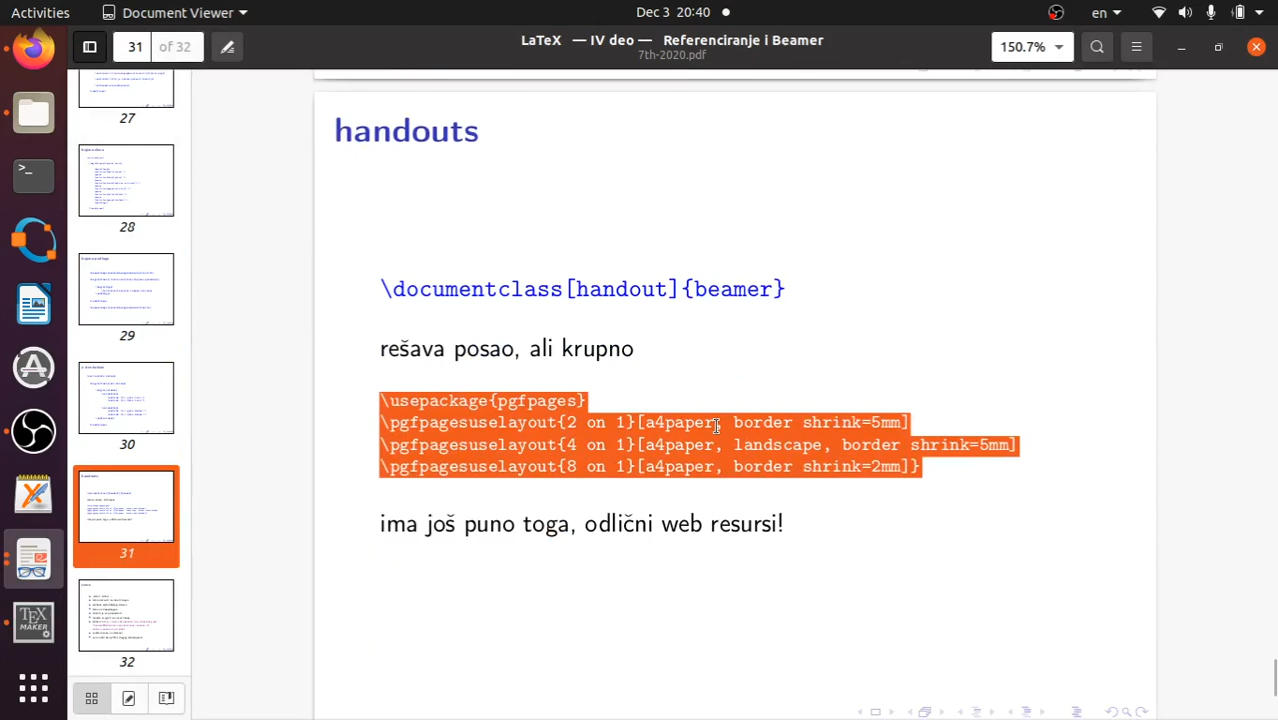 Activities
Document Viewer
Dec 3 20:40
en
31
of 32
LaTeX — IV deo — Referenciranje i Beamer
7th-2020.pdf
150.7%
27
28
29
30
31
32
TEX
MAKER
handouts
\documentclass[handout]{beamer}
rešava posao, ali krupno
\usepackage{pgfpages}
\pgfpagesuselayout{2 on 1}[a4paper, border shrink=5mm]
\pgfpagesuselayout{4 on 1}[a4paper, landscape, border shrink=5mm]
\pgfpagesuselayout{8 on 1}[a4paper, border shrink=2mm]}
ima još puno toga, odlični web resursi!